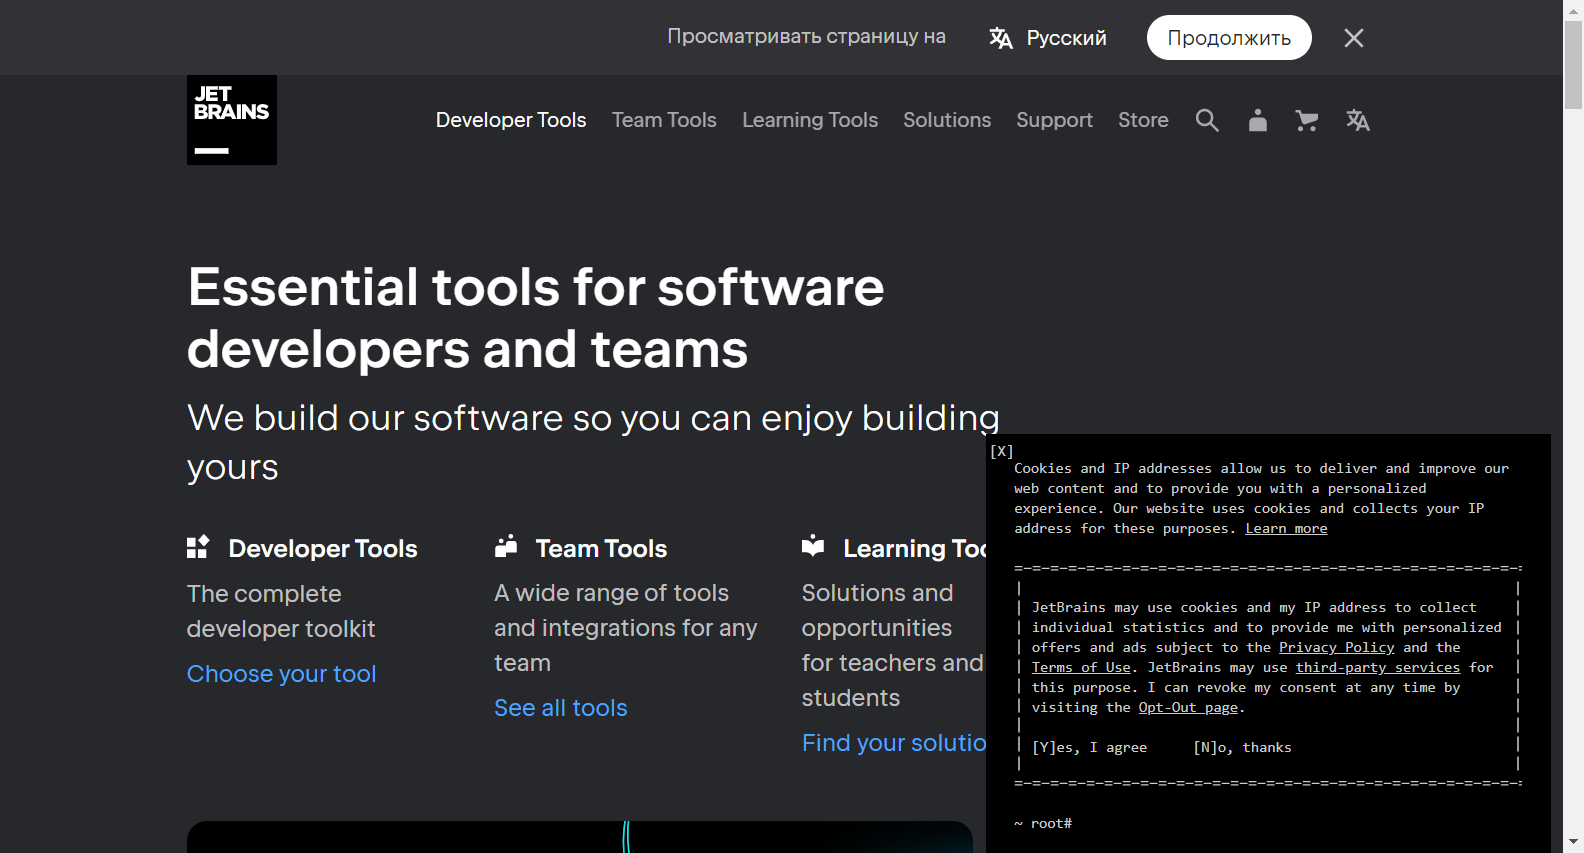 Просматривать страницу на
Русский
Продолжить
JET
BRAINS
Developer Tools
Team Tools
Learning Tools
Solutions
Support
Store
Essential tools for software
developers and teams
We build our software so you can enjoy building
yours
Developer Tools
The complete
developer toolkit
Choose your tool
Team Tools
A wide range of tools
and integrations for any
team
See all tools
Learning
Solutions and
opportunities
for teachers and
students
Find your
[X]
Cookies and IP addresses allow us to deliver and improve our
web content and to provide you with a personalized
experience. Our website uses cookies and collects your IP
address for these purposes. Learn more
JetBrains may use cookies and my IP address to collect
individual statistics and to provide me with personalized
offers and ads subject to the Privacy Policy and the
Terms of Use. JetBrains may use third-party services for
this purpose. I can revoke my consent at any time by
visiting the Opt-Out page.
[Y]es, I agree
[N]o, thanks
~ root#